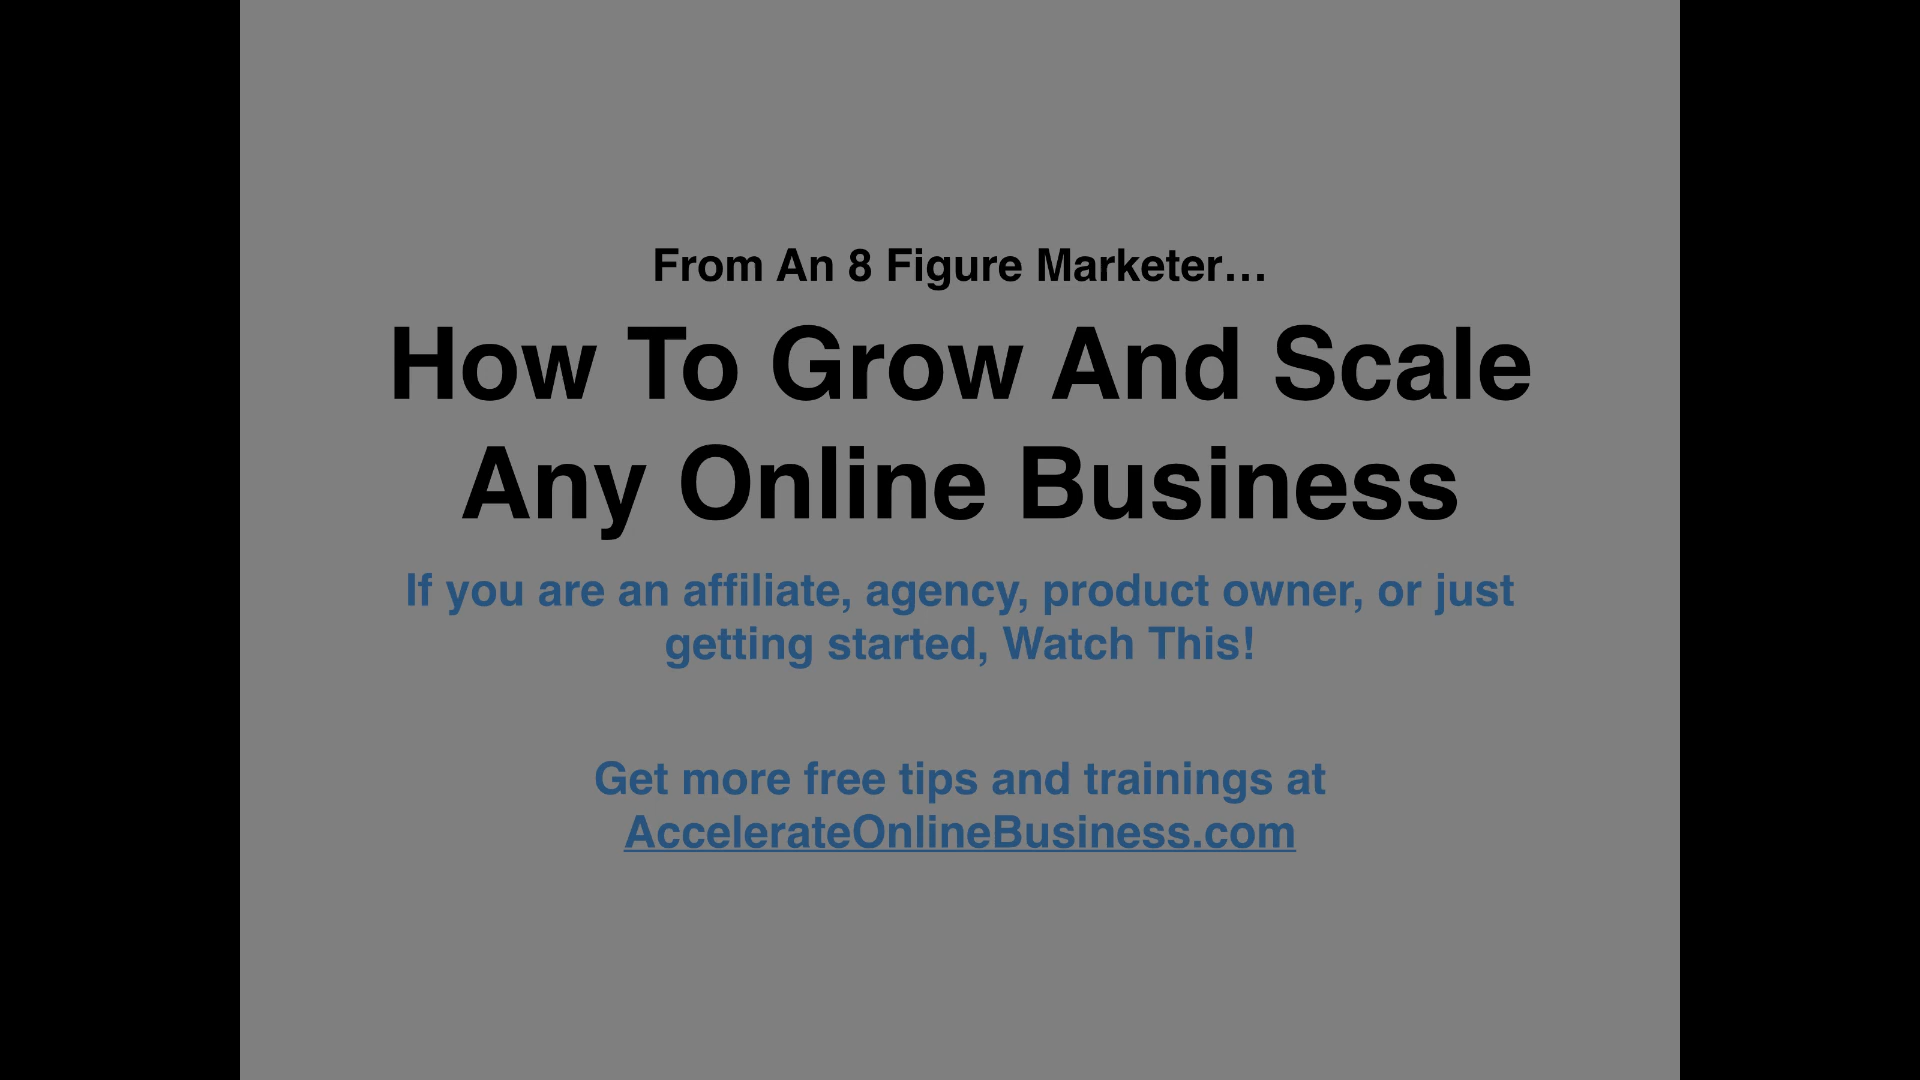 From An 8 Figure Marketer…
How To Grow And Scale
Any Online Business
If you are an affiliate, agency, product owner, or just
getting started, Watch This!
Get more free tips and trainings at
AccelerateOnlineBusiness.com